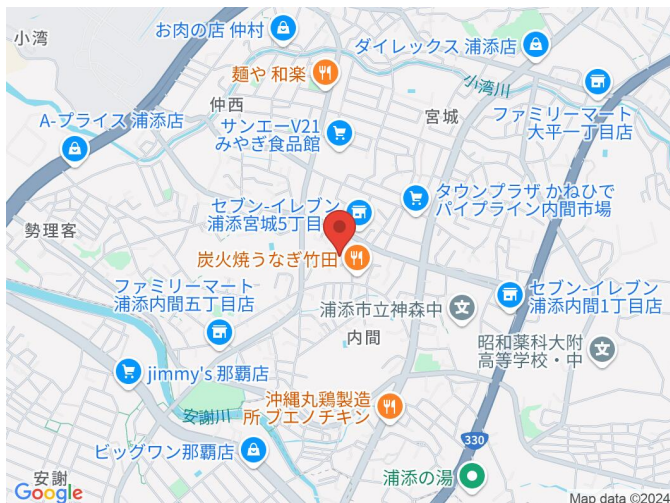 小湾
お肉の店 仲村
ダイレックス 浦添店
麺や 和楽
小湾川
仲西
宮城
ファミリーマート
大平一丁目店
A-プライス 浦添店
サンエーV21
みやぎ食品館
セブン-イレブン
浦添宮城5丁目
タウンプラザ かねひで
パイプライン内間市場
勢理客
炭火焼うなぎ竹田
ファミリーマート
浦添内間五丁目店
セブン-イレブン
浦添内間1丁目店
浦添市立神森中
内間
昭和薬科大附
高等学校・中
jimmy's 那覇店
沖縄丸鶏製造
所 ブエノチキン
安謝川
ビッグワン那覇店
330
浦添の湯
安謝
Google
Map data ©2024